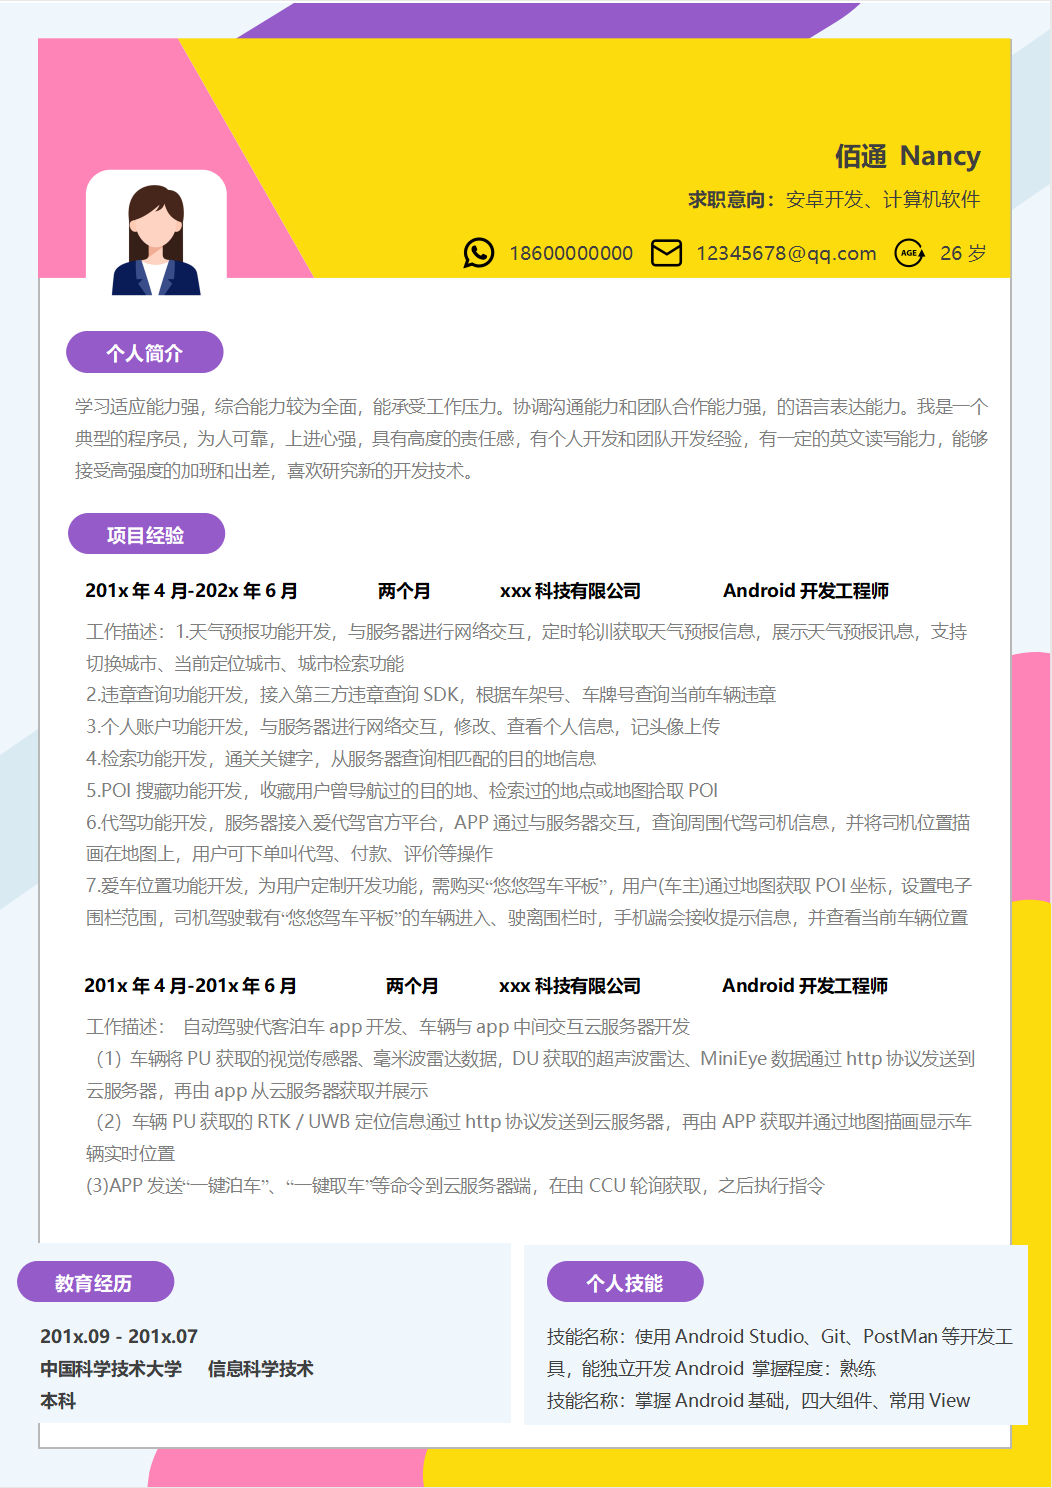 佰通 Nancy
求职意向：安卓开发、计算机软件
18600000000 12345678@qq.com AGE 26 岁
个人简介
学习适应能力强，综合能力较为全面，能承受工作压力。协调沟通能力和团队合作能力强，的语言表达能力。我是一个
典型的程序员，为人可靠，上进心强，具有高度的责任感，有个人开发和团队开发经验，有一定的英文读写能力，能够
接受高强度的加班和出差，喜欢研究新的开发技术。
项目经验
201x 年 4 月-202x 年 6 月 两个月 xxx 科技有限公司 Android 开发工程师
工作描述：1.天气预报功能开发，与服务器进行网络交互，定时轮训获取天气预报信息，展示天气预报讯息，支持
切换城市、当前定位城市、城市检索功能
2.违章查询功能开发，接入第三方违章查询 SDK，根据车架号、车牌号查询当前车辆违章
3.个人账户功能开发，与服务器进行网络交互，修改、查看个人信息，记头像上传
4.检索功能开发，通关关键字，从服务器查询相匹配的目的地信息
5.POI 搜藏功能开发，收藏用户曾导航过的目的地、检索过的地点或地图拾取 POI
6.代驾功能开发，服务器接入爱代驾官方平台，APP 通过与服务器交互，查询周围代驾司机信息，并将司机位置描
画在地图上，用户可下单叫代驾、付款、评价等操作
7.爱车位置功能开发，为用户定制开发功能，需购买“悠悠驾车平板”，用户(车主)通过地图获取 POI 坐标，设置电子
围栏范围，司机驾驶载有“悠悠驾车平板”的车辆进入、驶离围栏时，手机端会接收提示信息，并查看当前车辆位置
201x 年 4 月-201x 年 6 月 两个月 xxx 科技有限公司 Android 开发工程师
工作描述： 自动驾驶代客泊车 app 开发、车辆与 app 中间交互云服务器开发
（1）车辆将 PU 获取的视觉传感器、毫米波雷达数据，DU 获取的超声波雷达、MiniEye 数据通过 http 协议发送到
云服务器，再由 app 从云服务器获取并展示
（2）车辆 PU 获取的 RTK / UWB 定位信息通过 http 协议发送到云服务器，再由 APP 获取并通过地图描画显示车
辆实时位置
(3)APP 发送“一键泊车”、“一键取车”等命令到云服务器端，在由 CCU 轮询获取，之后执行指令
教育经历
201x.09 - 201x.07
中国科学技术大学 信息科学技术
本科
个人技能
技能名称：使用 Android Studio、Git、PostMan 等开发工
具，能独立开发 Android 掌握程度：熟练
技能名称：掌握 Android 基础，四大组件、常用 View